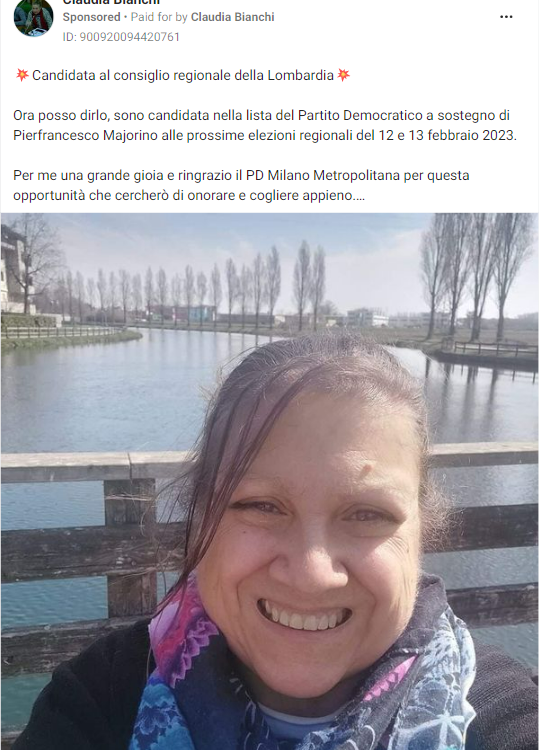 Claudia Bianchi
Sponsored • Paid for by Claudia Bianchi
ID: 900920094420761
💥Candidata al consiglio regionale della Lombardia💥
Ora posso dirlo, sono candidata nella lista del Partito Democratico a sostegno di
Pierfrancesco Majorino alle prossime elezioni regionali del 12 e 13 febbraio 2023.
Per me una grande gioia e ringrazio il PD Milano Metropolitana per questa
opportunità che cercherò di onorare e cogliere appieno....